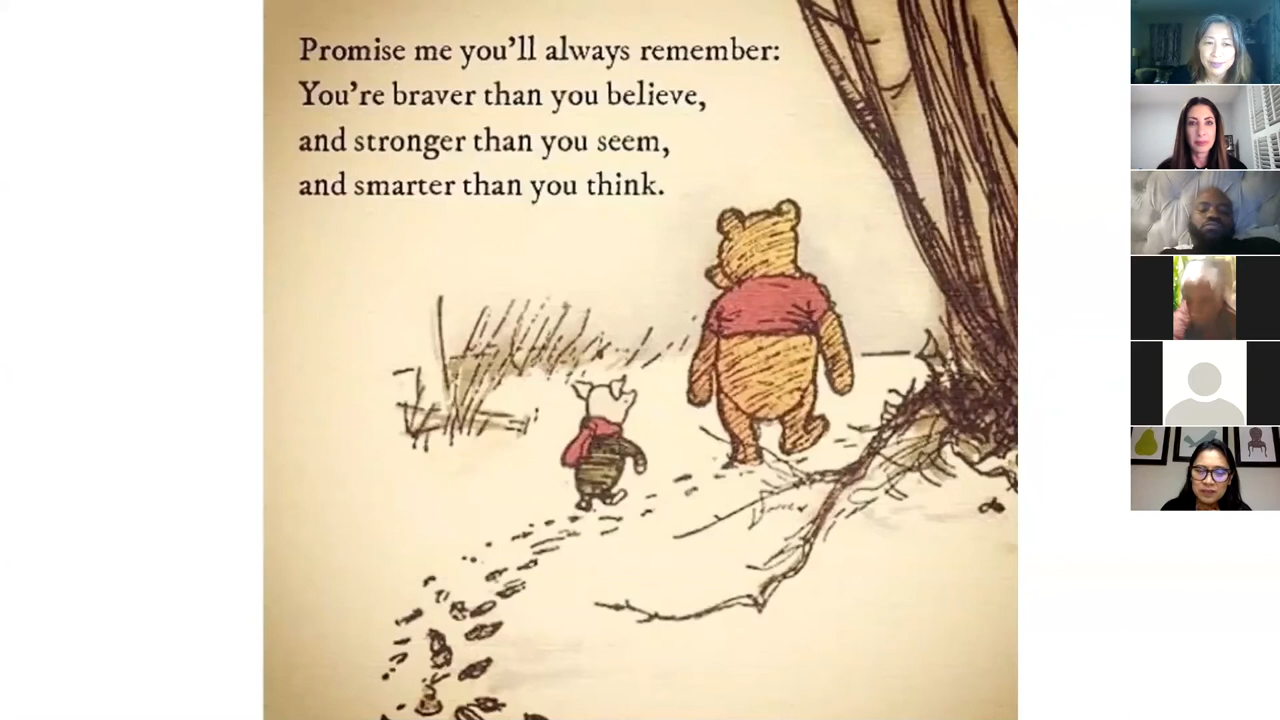 Promise me you'll always remember:
You're braver than you believe,
and stronger than you seem,
and smarter than you think.